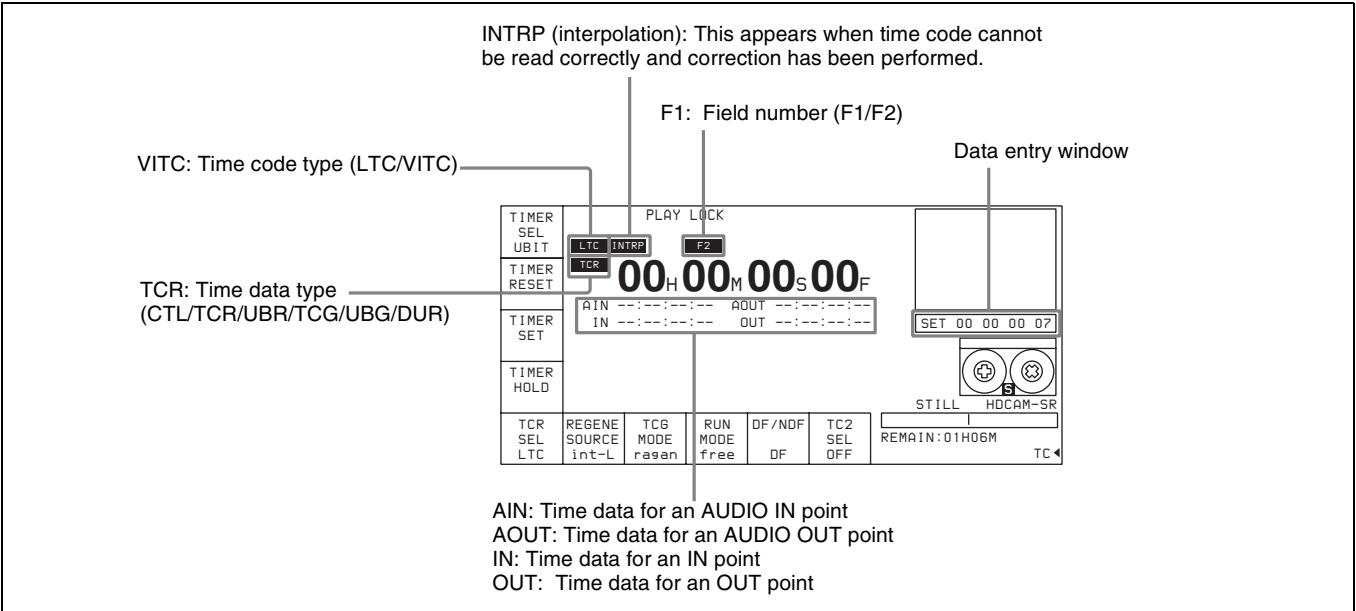 INTRP (interpolation): This appears when time code cannot
be read correctly and correction has been performed.
F1: Field number (F1/F2)
Data entry window
VITC: Time code type (LTC/VITC)
TCR: Time data type
(CTL/TCR/UBR/TCG/UBG/DUR)
TIMER
SEL
UBIT
PLAY LOCK
LTC INTRP F2
TIMER
RESET
TCR
00H00M00S00F
AIN --:--:--:-- AOUT --:--:--:--
IN --:--:--:-- OUT --:--:--:--
TIMER
SET
SET 00 00 00 07
TIMER
HOLD
S
STILL HDCAM-SR
TCR
SEL
LTC
REGENE
SOURCE
int-L
TCG
MODE
ragan
RUN
MODE
free
DF/NDF
DF
TC2
SEL
OFF
REMAIN:01H06M
TC◀
AIN: Time data for an AUDIO IN point
AOUT: Time data for an AUDIO OUT point
IN: Time data for an IN point
OUT: Time data for an OUT point